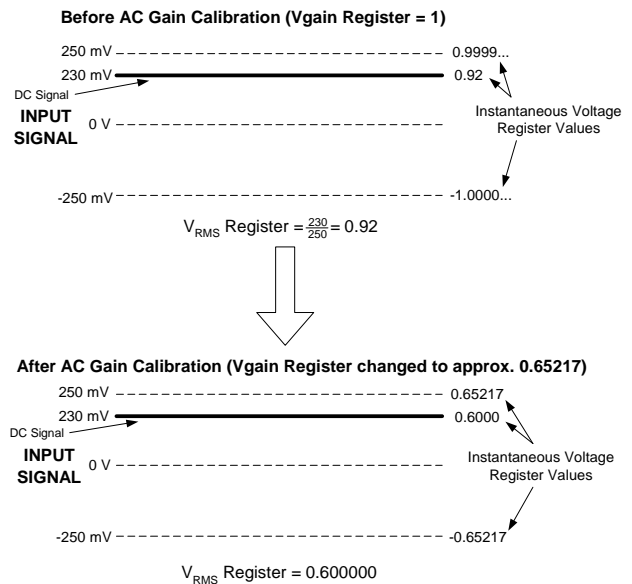 Before AC Gain Calibration (Vgain Register = 1)
250 mV
0.9999...
230 mV
0.92
DC Signal
INPUT
SIGNAL
0 V
Instantaneous Voltage
Register Values
-250 mV
-1.0000...
VRMS Register = 230/250 = 0.92
After AC Gain Calibration (Vgain Register changed to approx. 0.65217)
250 mV
0.65217
230 mV
0.6000
DC Signal
INPUT
SIGNAL
0 V
Instantaneous Voltage
Register Values
-250 mV
-0.65217
VRMS Register = 0.600000